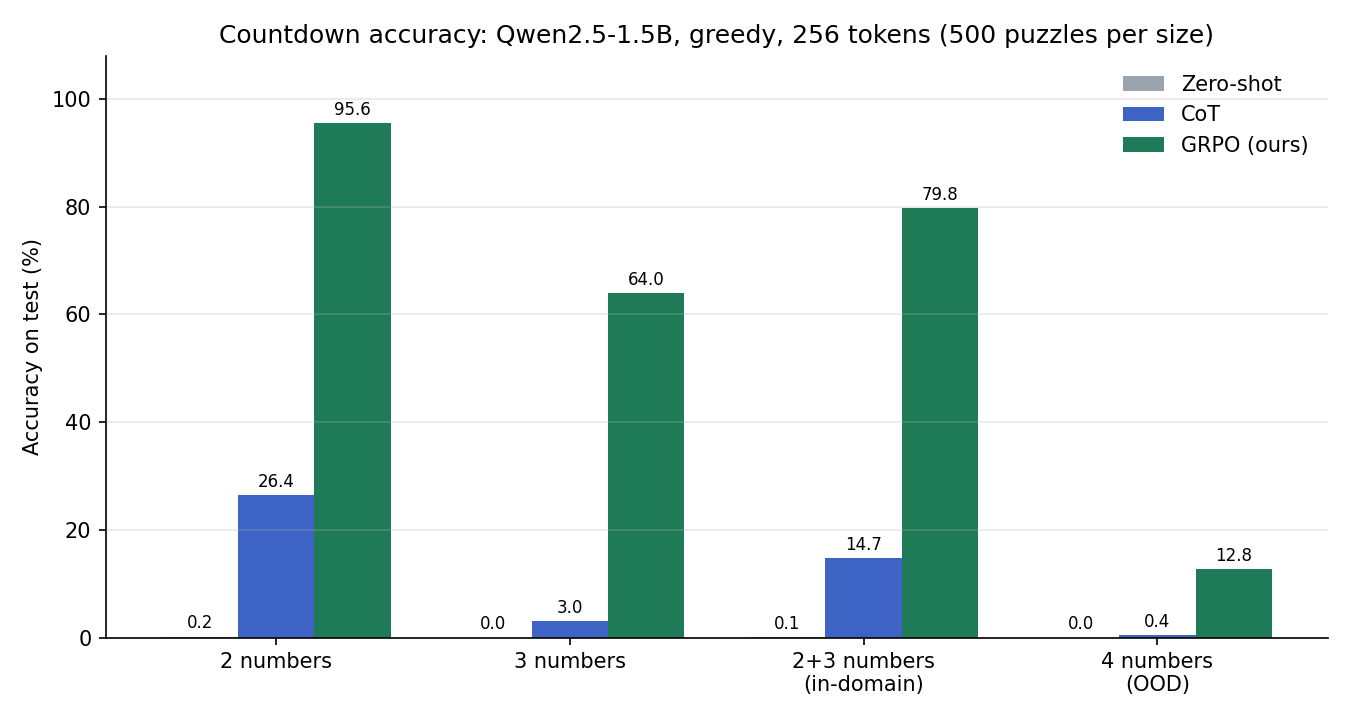 Countdown accuracy: Qwen2.5-1.5B, greedy, 256 tokens (500 puzzles per size)
Zero-shot
CoT
GRPO (ours)
Accuracy on test (%)
100
80
60
40
20
0
0.2
26.4
95.6
0.0
3.0
64.0
0.1
14.7
79.8
0.0
0.4
12.8
2 numbers
3 numbers
2+3 numbers
(in-domain)
4 numbers
(OOD)